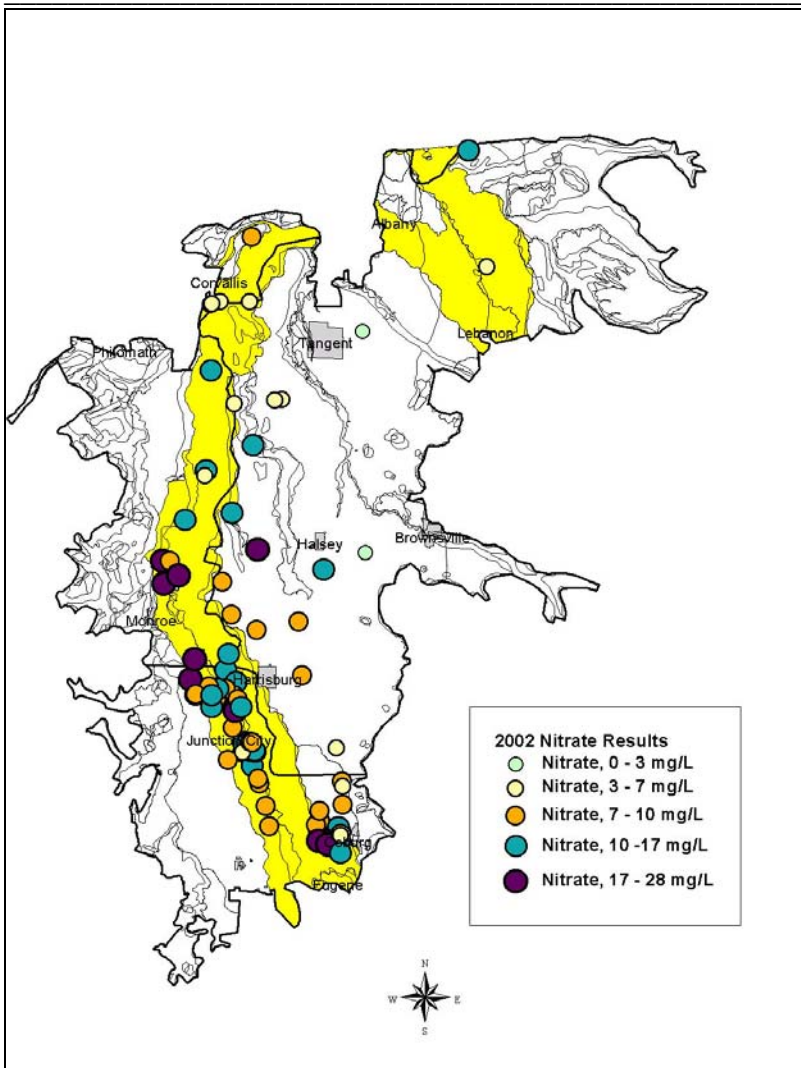 Albany
Corvallis
Lebanon
Tangent
Philomath
Brownsville
Halsey
Monroe
Harrisburg
Junction City
Eugene
2002 Nitrate Results
Nitrate, 0 - 3 mg/L
Nitrate, 3 - 7 mg/L
Nitrate, 7 - 10 mg/L
Nitrate, 10 -17 mg/L
Nitrate, 17 - 28 mg/L
N
W E
S